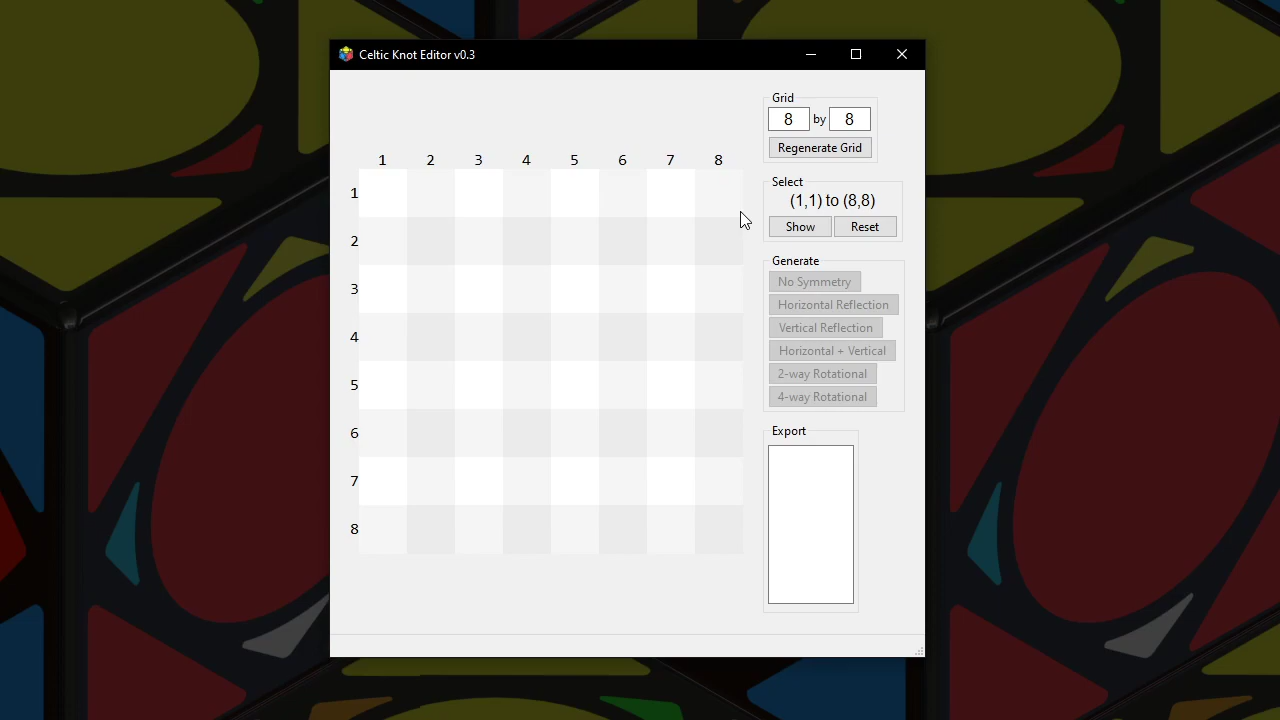 Celtic Knot Editor v0.3
Grid
8 by 8
Regenerate Grid
Select
(1,1) to (8,8)
Show Reset
Generate
No Symmetry
Horizontal Reflection
Vertical Reflection
Horizontal + Vertical
2-way Rotational
4-way Rotational
Export
1 2 3 4 5 6 7 8
1
2
3
4
5
6
7
8